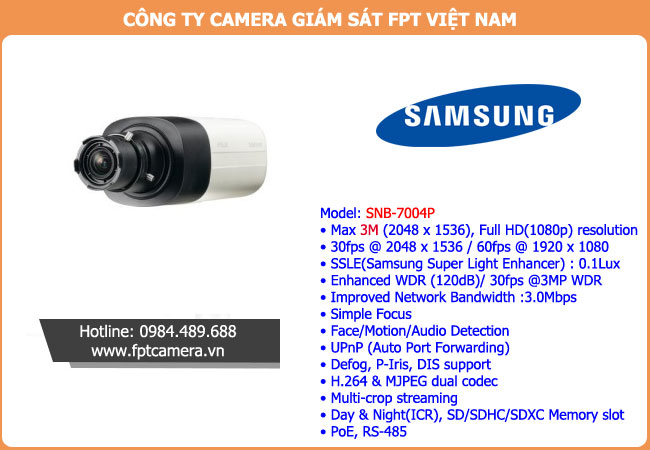 CÔNG TY CAMERA GIÁM SÁT FPT VIỆT NAM
SAMSUNG
Model: SNB-7004P
• Max 3M (2048 x 1536), Full HD(1080p) resolution
• 30fps @ 2048 x 1536 / 60fps @ 1920 x 1080
• SSLE(Samsung Super Light Enhancer) : 0.1Lux
• Enhanced WDR (120dB)/ 30fps @3MP WDR
• Improved Network Bandwidth :3.0Mbps
• Simple Focus
• Face/Motion/Audio Detection
• UPnP (Auto Port Forwarding)
• Defog, P-Iris, DIS support
• H.264 & MJPEG dual codec
• Multi-crop streaming
• Day & Night(ICR), SD/SDHC/SDXC Memory slot
• PoE, RS-485
Hotline: 0984.489.688
www.fptcamera.vn